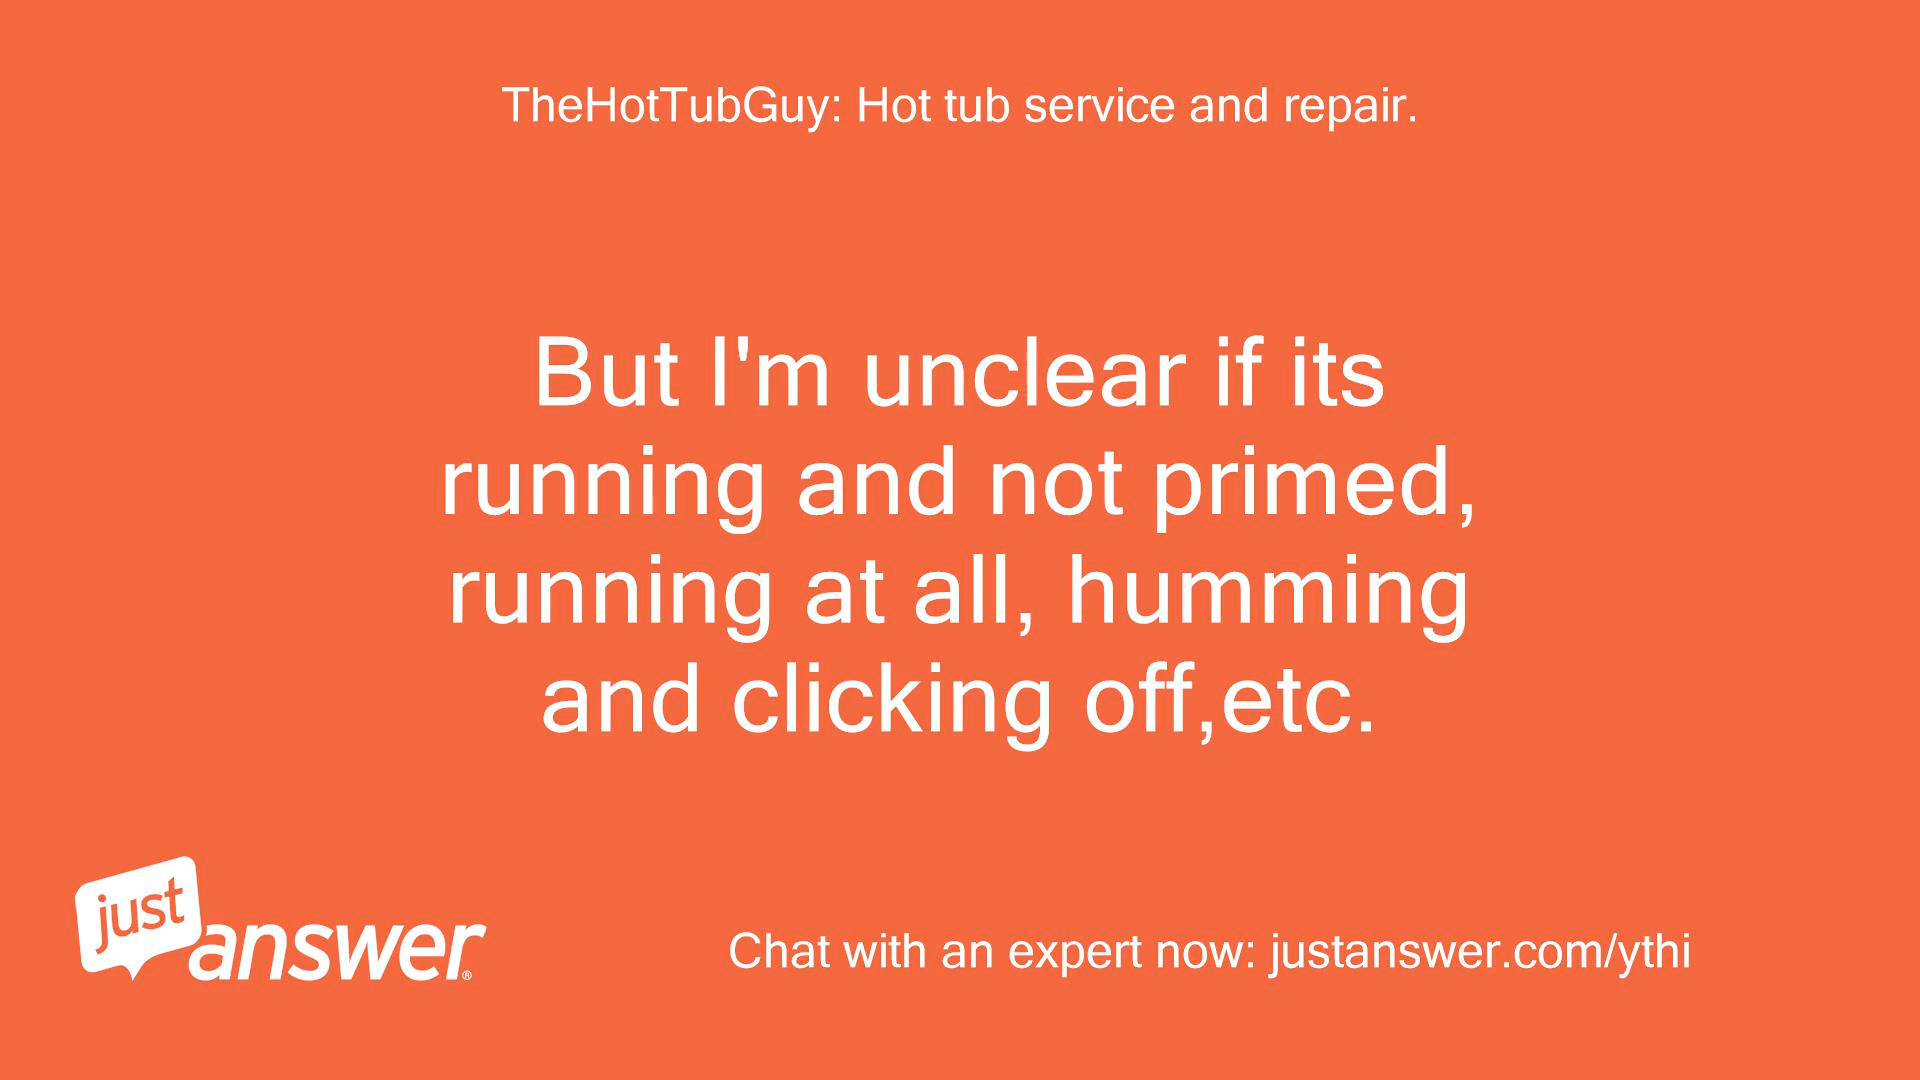 TheHotTubGuy: Hot tub service and repair.
But I'm unclear if its
running and not primed,
running at all, humming
and clicking off,etc.
just
answer®
Chat with an expert now: justanswer.com/ythi